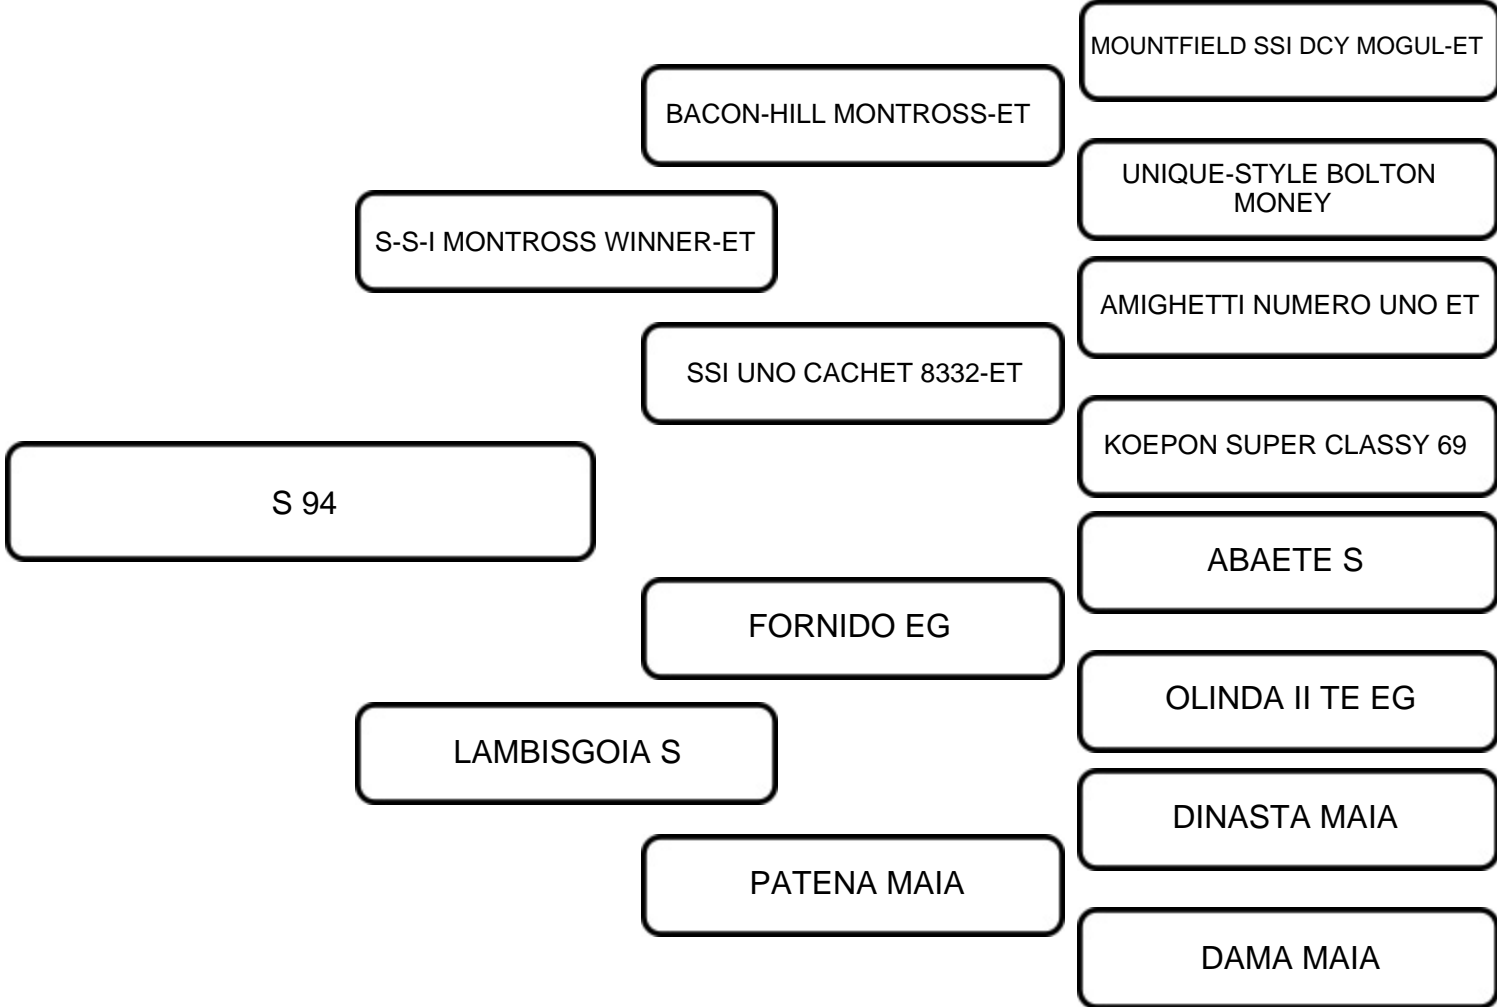 MOUNTFIELD SSI DCY MOGUL-ET
BACON-HILL MONTROSS-ET
UNIQUE-STYLE BOLTON
MONEY
S-S-I MONTROSS WINNER-ET
AMIGHETTI NUMERO UNO ET
SSI UNO CACHET 8332-ET
KOEPON SUPER CLASSY 69
S 94
ABAETE S
FORNIDO EG
OLINDA II TE EG
LAMBISGOIA S
DINASTA MAIA
PATENA MAIA
DAMA MAIA